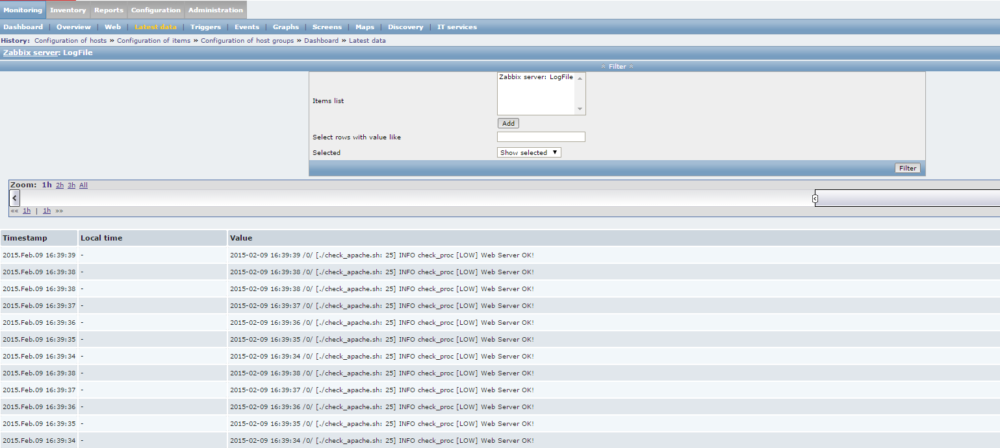 Monitoring Inventory Reports Configuration Administration
Dashboard | Overview | Web | Latest data | Triggers | Events | Graphs | Screens | Maps | Discovery | IT services
History: Configuration of hosts » Configuration of items » Configuration of host groups » Dashboard » Latest data
Zabbix server: LogFile
Filter
Zabbix server: LogFile
Items list
Add
Select rows with value like
Selected Show selected
Filter
Zoom: 1h 2h 3h All
«« 1h | 1h »»
Timestamp Local time Value
2015.Feb.09 16:39:39 - 2015-02-09 16:39:39 /0/ [./check_apache.sh: 25] INFO check_proc [LOW] Web Server OK!
2015.Feb.09 16:39:38 - 2015-02-09 16:39:38 /0/ [./check_apache.sh: 25] INFO check_proc [LOW] Web Server OK!
2015.Feb.09 16:39:38 - 2015-02-09 16:39:38 /0/ [./check_apache.sh: 25] INFO check_proc [LOW] Web Server OK!
2015.Feb.09 16:39:37 - 2015-02-09 16:39:37 /0/ [./check_apache.sh: 25] INFO check_proc [LOW] Web Server OK!
2015.Feb.09 16:39:36 - 2015-02-09 16:39:36 /0/ [./check_apache.sh: 25] INFO check_proc [LOW] Web Server OK!
2015.Feb.09 16:39:35 - 2015-02-09 16:39:35 /0/ [./check_apache.sh: 25] INFO check_proc [LOW] Web Server OK!
2015.Feb.09 16:39:34 - 2015-02-09 16:39:34 /0/ [./check_apache.sh: 25] INFO check_proc [LOW] Web Server OK!
2015.Feb.09 16:39:38 - 2015-02-09 16:39:38 /0/ [./check_apache.sh: 25] INFO check_proc [LOW] Web Server OK!
2015.Feb.09 16:39:37 - 2015-02-09 16:39:37 /0/ [./check_apache.sh: 25] INFO check_proc [LOW] Web Server OK!
2015.Feb.09 16:39:36 - 2015-02-09 16:39:36 /0/ [./check_apache.sh: 25] INFO check_proc [LOW] Web Server OK!
2015.Feb.09 16:39:35 - 2015-02-09 16:39:35 /0/ [./check_apache.sh: 25] INFO check_proc [LOW] Web Server OK!
2015.Feb.09 16:39:34 - 2015-02-09 16:39:34 /0/ [./check_apache.sh: 25] INFO check_proc [LOW] Web Server OK!